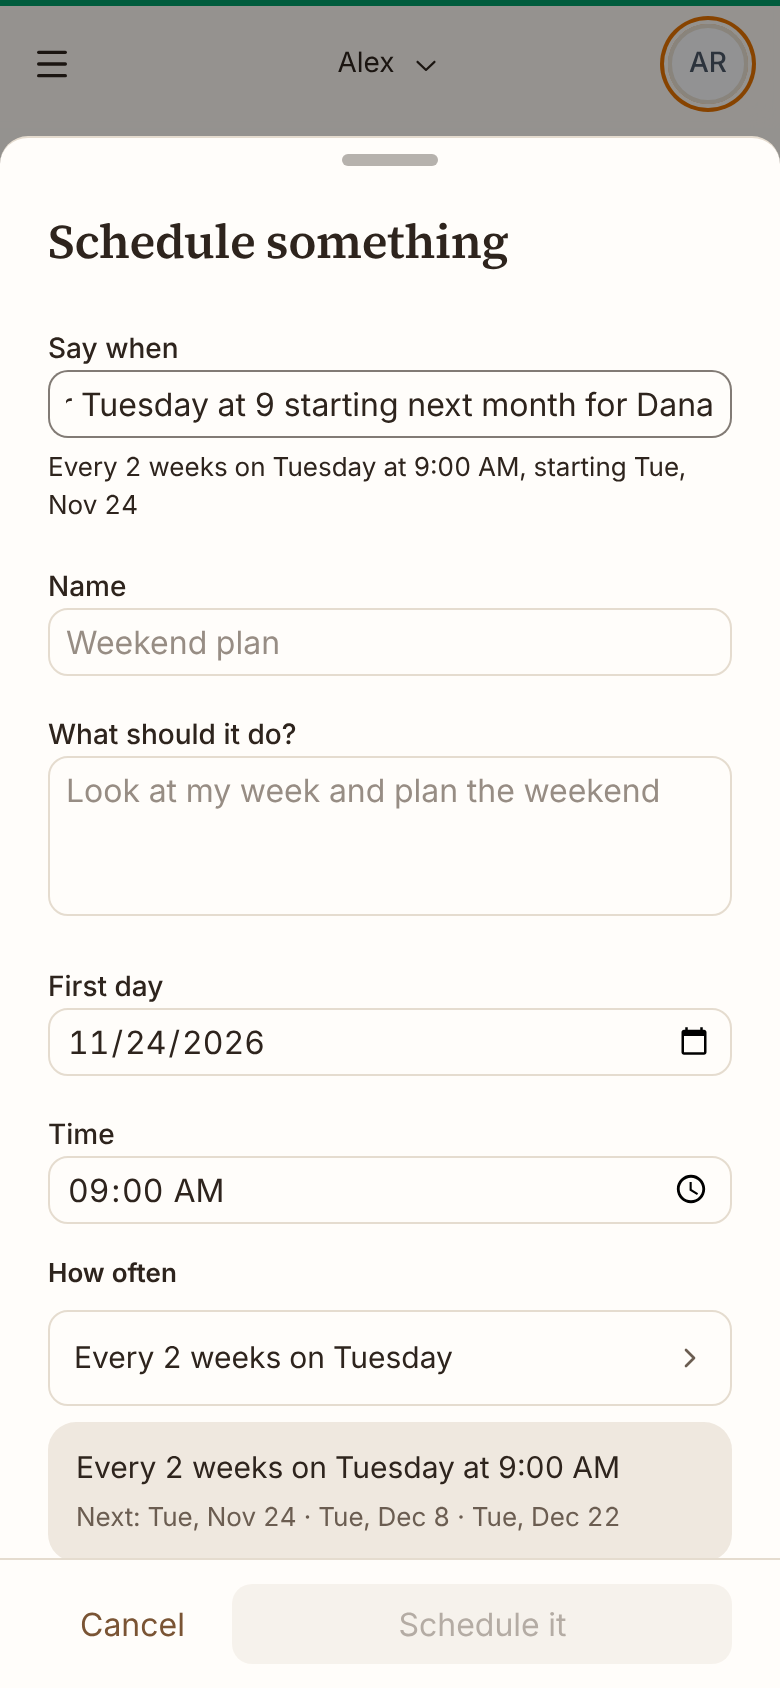 Alex
AR
Schedule something
Say when
Tuesday at 9 starting next month for Dana
Every 2 weeks on Tuesday at 9:00 AM, starting Tue,
Nov 24
Name
Weekend plan
What should it do?
Look at my week and plan the weekend
First day
11/24/2026
Time
09:00 AM
How often
Every 2 weeks on Tuesday
Every 2 weeks on Tuesday at 9:00 AM
Next: Tue, Nov 24 · Tue, Dec 8 · Tue, Dec 22
Cancel
Schedule it